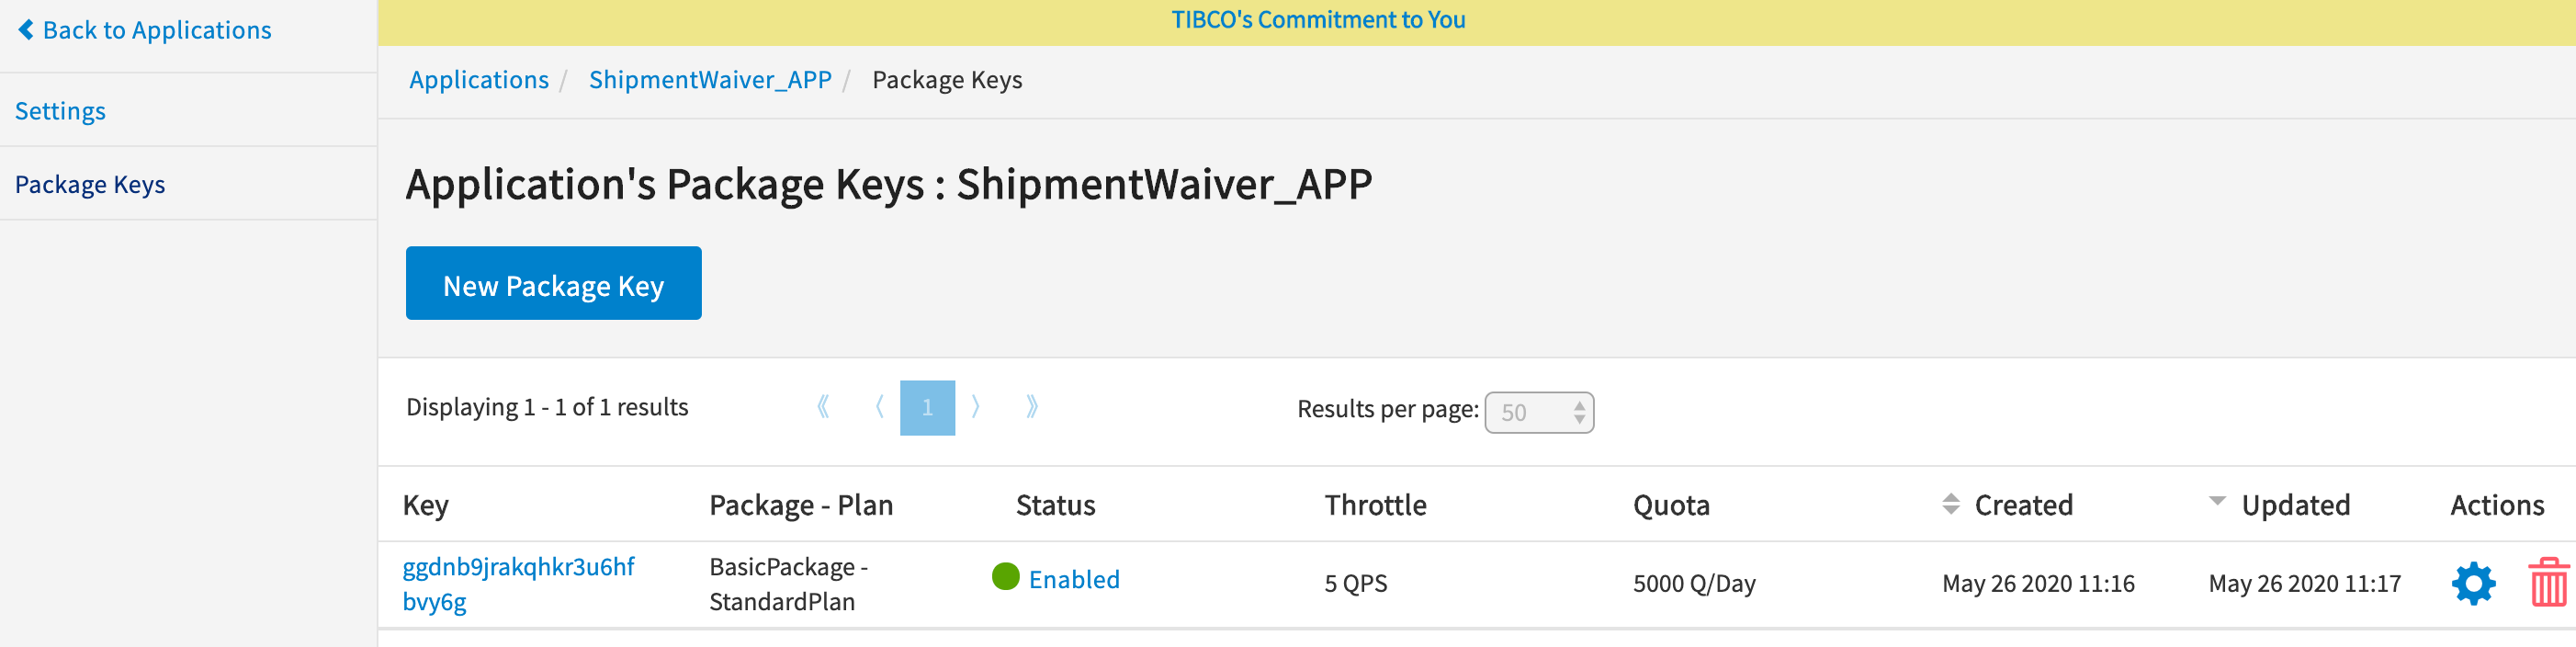 Back to Applications
Settings
Package Keys
TIBCO's Commitment to You
Applications / ShipmentWaiver_APP / Package Keys
Application's Package Keys : ShipmentWaiver_APP
New Package Key
Displaying 1 - 1 of 1 results 《 〈 1 〉 》 Results per page: 50
Key Package - Plan Status Throttle Quota Created Updated Actions
ggdnb9jrakqhkr3u6hf BasicPackage - Enabled 5 QPS 5000 Q/Day May 26 2020 11:16 May 26 2020 11:17
bvy6g StandardPlan